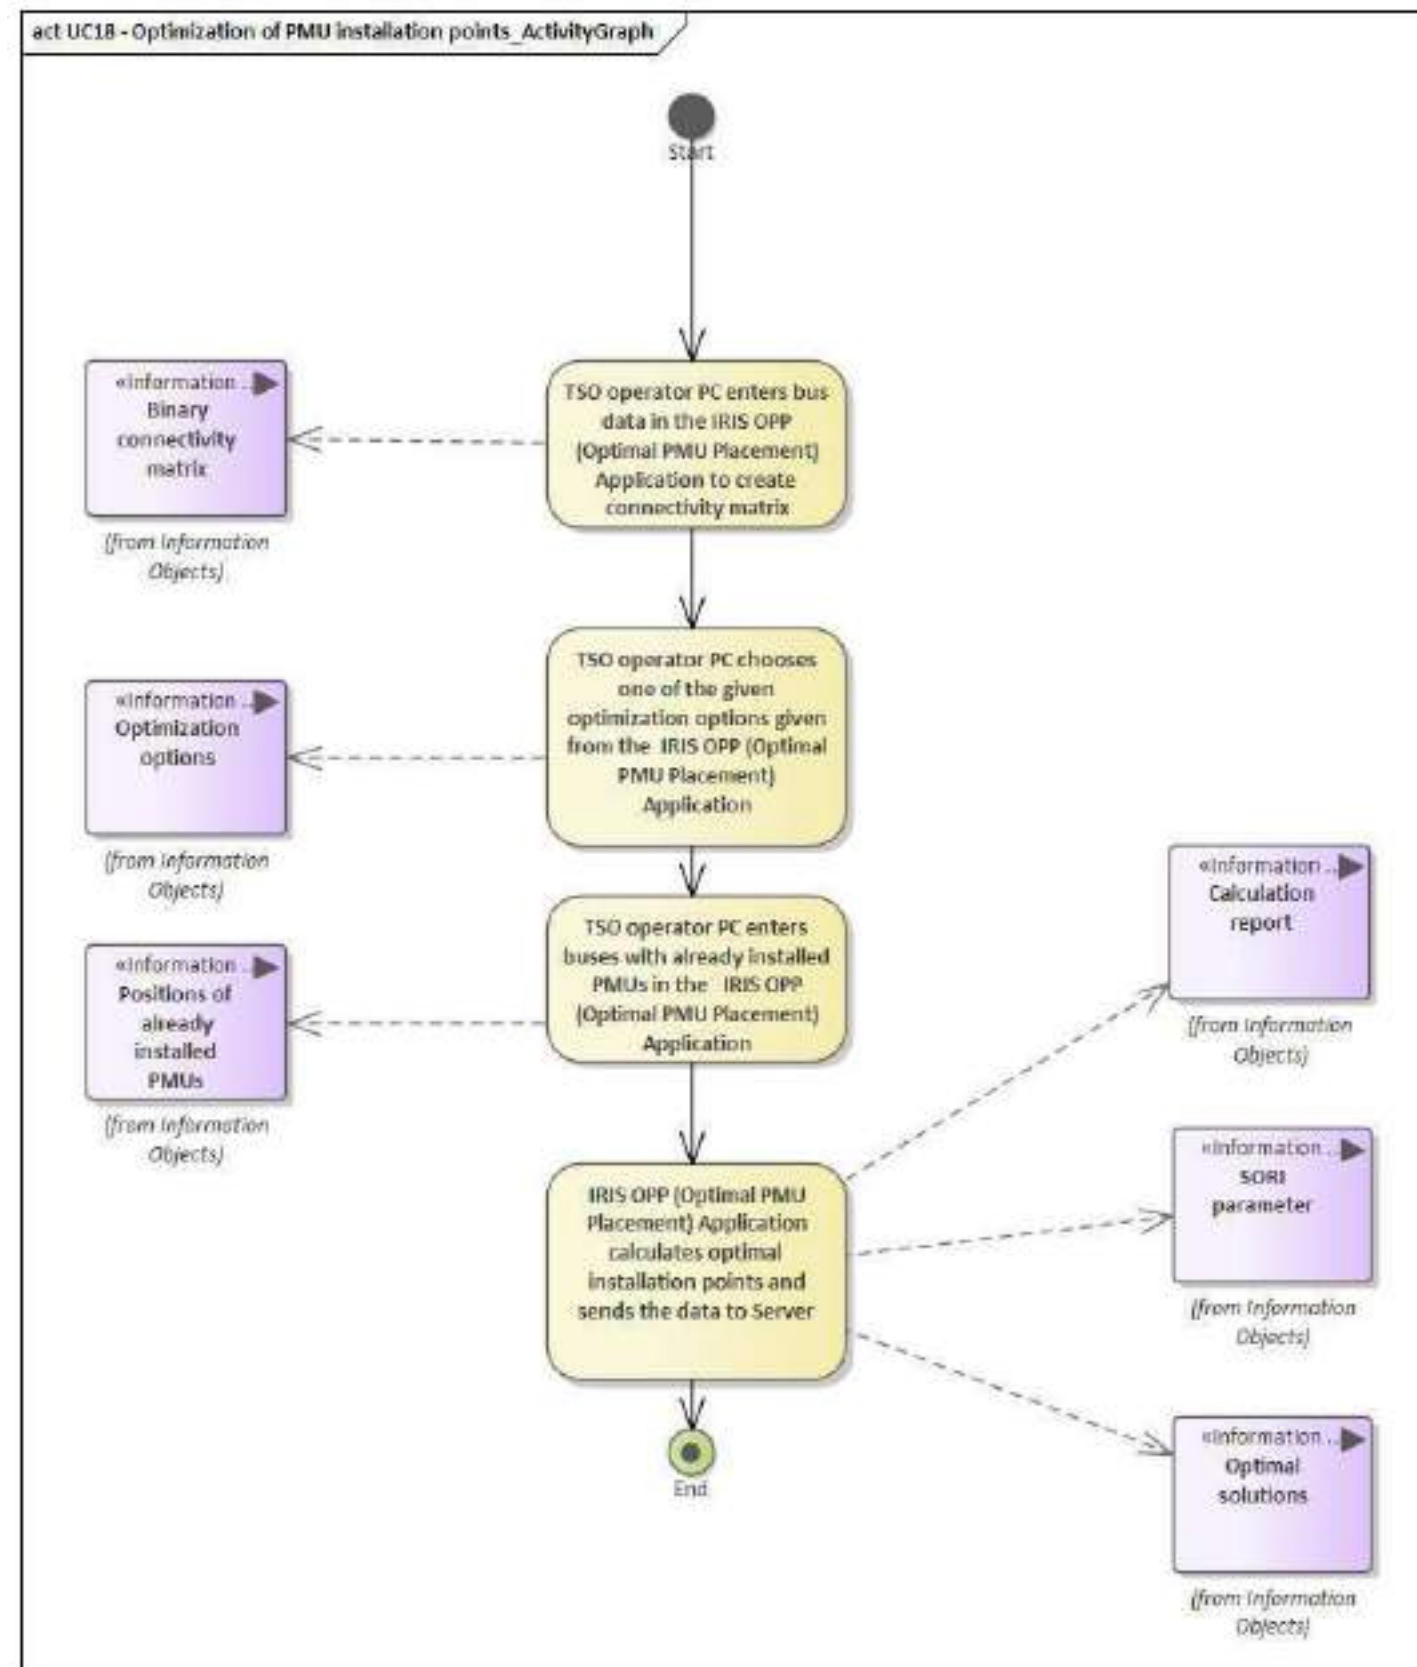 act UC18 - Optimization of PMU installation points_ActivityGraph
Start
«Information ...
Binary
connectivity
matrix
(from Information
Objects)
TSO operator PC enters bus
data in the IRIS OPP
(Optimal PMU Placement)
Application to create
connectivity matrix
«Information ...
Optimization
options
(from Information
Objects)
TSO operator PC chooses
one of the given
optimization options given
from the IRIS OPP (Optimal
PMU Placement)
Application
«Information ...
Positions of
already
installed
PMUs
(from Information
Objects)
TSO operator PC enters
buses with already installed
PMUs in the IRIS OPP
(Optimal PMU Placement)
Application
«Information ...
Calculation
report
(from Information
Objects)
IRIS OPP (Optimal PMU
Placement) Application
calculates optimal
installation points and
sends the data to Server
«Information ...
SORI
parameter
(from Information
Objects)
End
«Information ...
Optimal
solutions
(from Information
Objects)